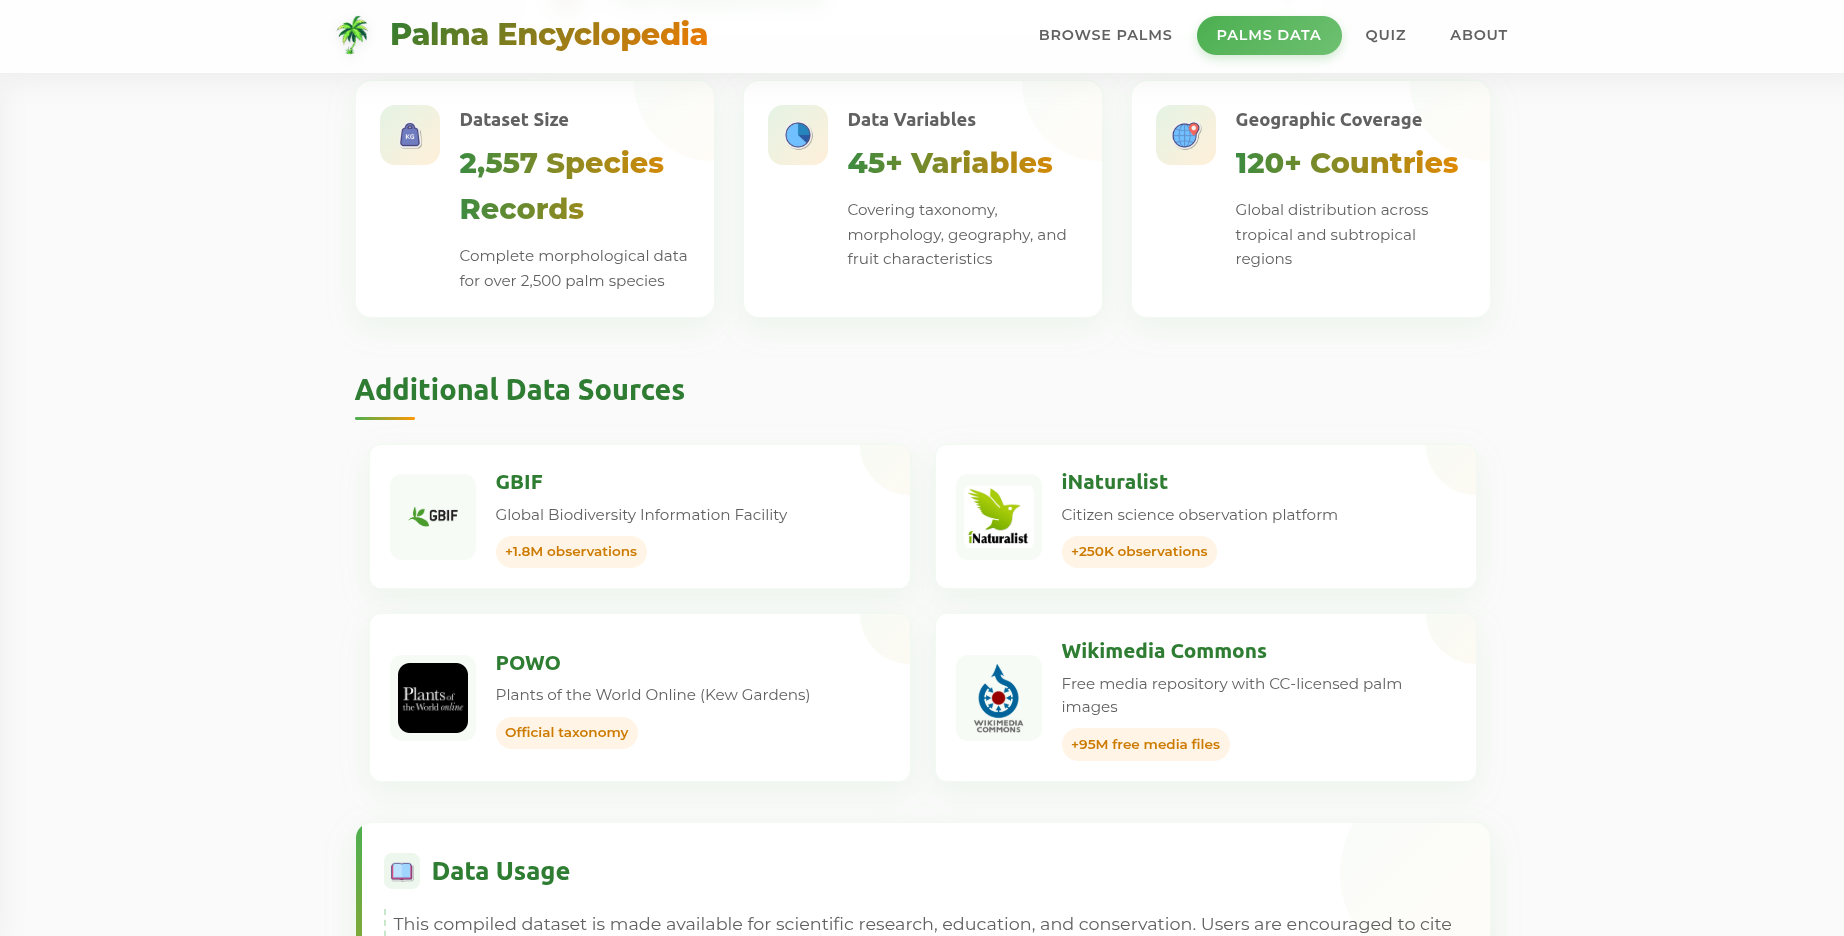 Palma Encyclopedia
BROWSE PALMS
PALMS DATA
QUIZ
ABOUT
KG
Dataset Size
2,557 Species
Records
Complete morphological data
for over 2,500 palm species
Data Variables
45+ Variables
Covering taxonomy,
morphology, geography, and
fruit characteristics
Geographic Coverage
120+ Countries
Global distribution across
tropical and subtropical
regions
Additional Data Sources
GBIF
GBIF
Global Biodiversity Information Facility
+1.8M observations
iNaturalist
iNaturalist
Citizen science observation platform
+250K observations
Plants of
the World online
POWO
Plants of the World Online (Kew Gardens)
Official taxonomy
WIKIMEDIA
COMMONS
Wikimedia Commons
Free media repository with CC-licensed palm
images
+95M free media files
Data Usage
This compiled dataset is made available for scientific research, education, and conservation. Users are encouraged to cite